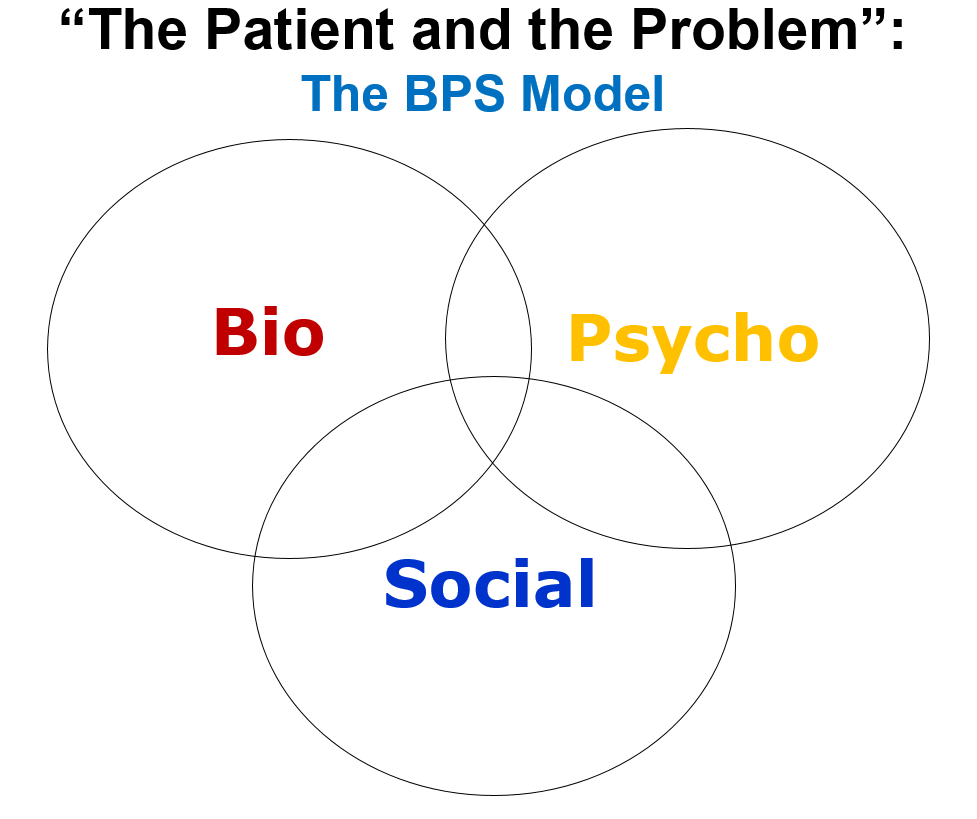 “The Patient and the Problem”:
The BPS Model
Bio
Psycho
Social